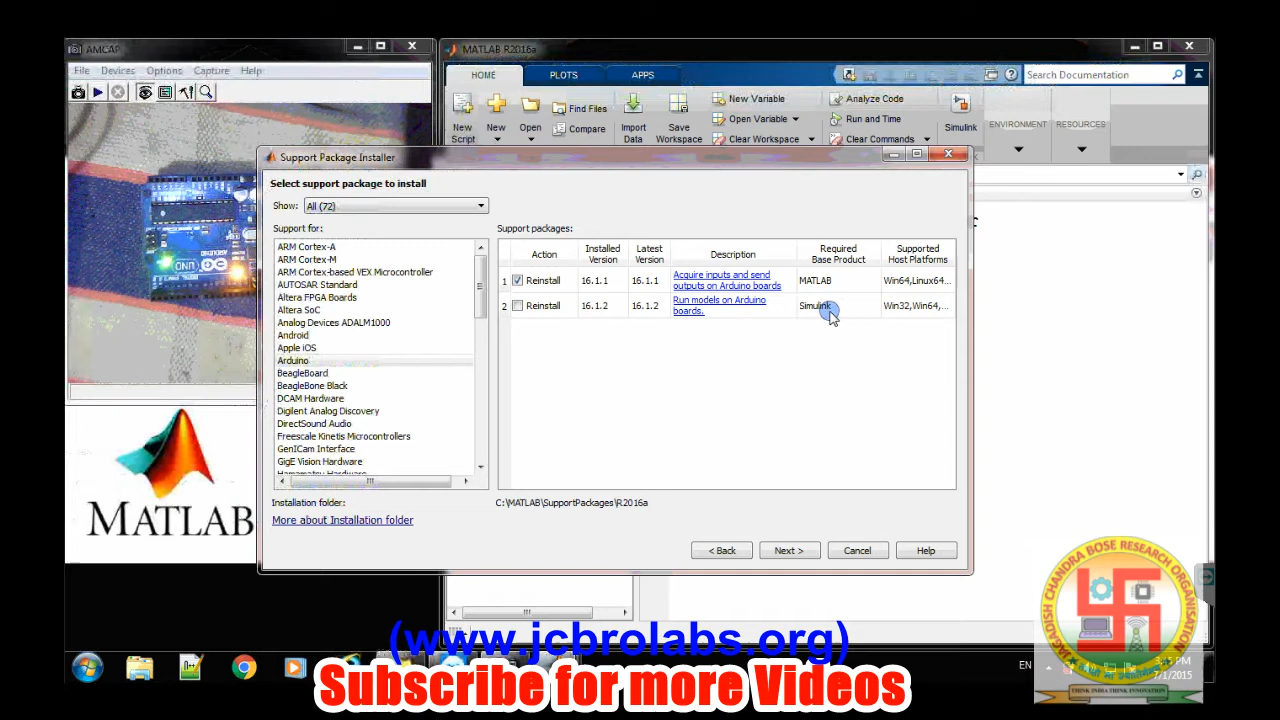 AMCAP
File Devices Options Capture Help
MATLAB R2016a
HOME PLOTS APPS
Search Documentation
New Script
New
Open
Find Files
Compare
Import Data
Save Workspace
New Variable
Open Variable
Clear Workspace
Analyze Code
Run and Time
Clear Commands
Simulink
ENVIRONMENT
RESOURCES
Support Package Installer
Select support package to install
Show: All (72)
Support for:
ARM Cortex-A
ARM Cortex-M
ARM Cortex-based VEX Microcontroller
AUTOSAR Standard
Altera FPGA Boards
Altera SoC
Analog Devices ADALM1000
Android
Apple iOS
Arduino
BeagleBoard
BeagleBone Black
DCAM Hardware
Digilent Analog Discovery
DirectSound Audio
Freescale Kinetis Microcontrollers
GenICam Interface
GigE Vision Hardware
Hamamatsu Hardware
Support packages:
Action Installed Version Latest Version Description Required Base Product Supported Host Platforms
1 Reinstall 16.1.1 16.1.1 Acquire inputs and send outputs on Arduino boards MATLAB Win64,Linux64...
2 Reinstall 16.1.2 16.1.2 Run models on Arduino boards. Simulink Win32,Win64,...
Installation folder: C:\MATLAB\SupportPackages\R2016a
More about Installation folder
< Back Next > Cancel Help
MATLAB
JAGADISH CHANDRA BOSE RESEARCH ORGANISATION
THINK INDIA THINK INNOVATION
(www.jcbrolabs.org)
Subscribe for more Videos
EN
7/1/2015